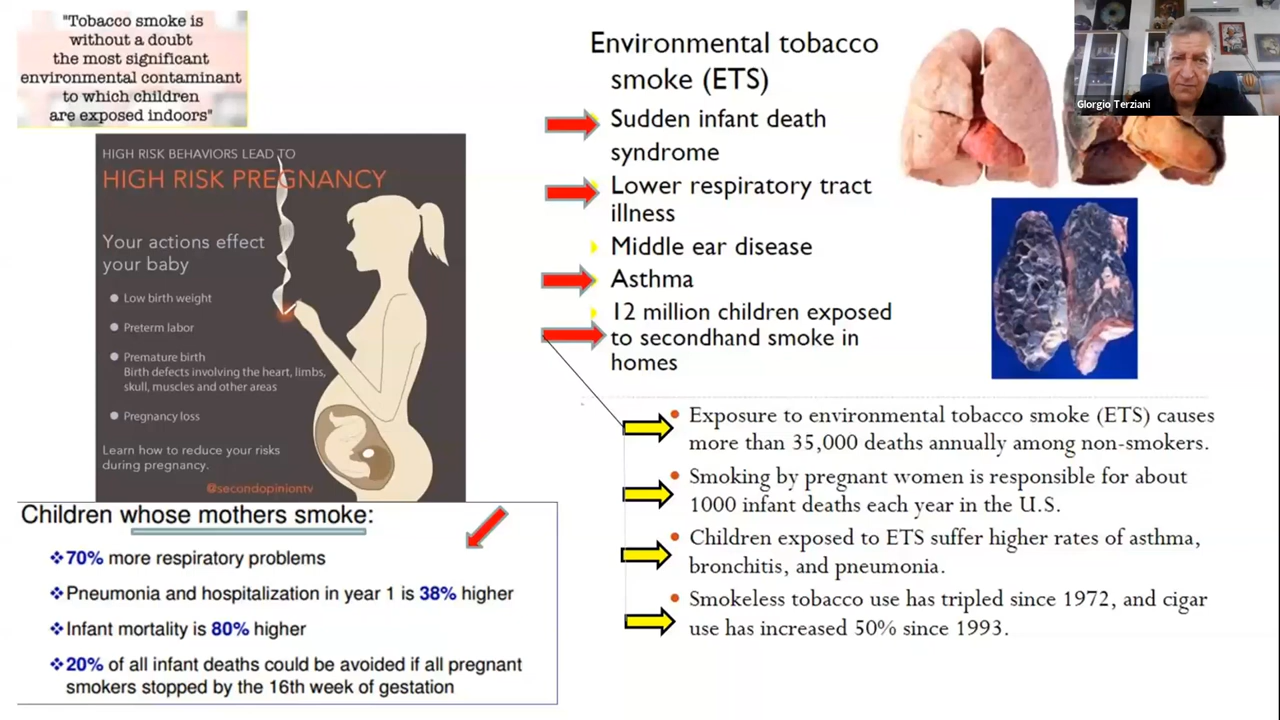 "Tobacco smoke is
without a doubt
the most significant
environmental contaminant
to which children
are exposed indoors"
HIGH RISK BEHAVIORS LEAD TO
HIGH RISK PREGNANCY
Your actions effect
your baby
Low birth weight
Preterm labor
Premature birth
Birth defects involving the heart, limbs,
skull, muscles and other areas
Pregnancy loss
Learn how to reduce your risks
during pregnancy.
@secondopiniontv
Children whose mothers smoke:
70% more respiratory problems
Pneumonia and hospitalization in year 1 is 38% higher
Infant mortality is 80% higher
20% of all infant deaths could be avoided if all pregnant
smokers stopped by the 16th week of gestation
Environmental tobacco
smoke (ETS)
Sudden infant death
syndrome
Lower respiratory tract
illness
Middle ear disease
Asthma
12 million children exposed
to secondhand smoke in
homes
Exposure to environmental tobacco smoke (ETS) causes
more than 35,000 deaths annually among non-smokers.
Smoking by pregnant women is responsible for about
1000 infant deaths each year in the U.S.
Children exposed to ETS suffer higher rates of asthma,
bronchitis, and pneumonia.
Smokeless tobacco use has tripled since 1972, and cigar
use has increased 50% since 1993.
GIorgio Terziani